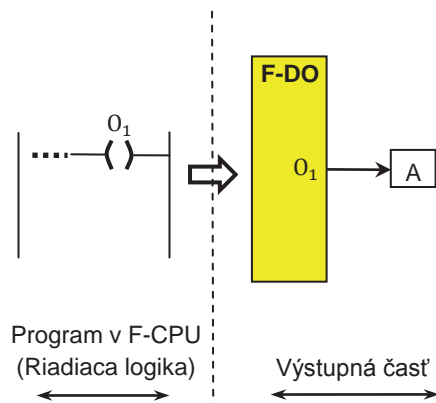 F-DO
O₁
O₁
A
Program v F-CPU
(Riadiaca logika)
Výstupná časť